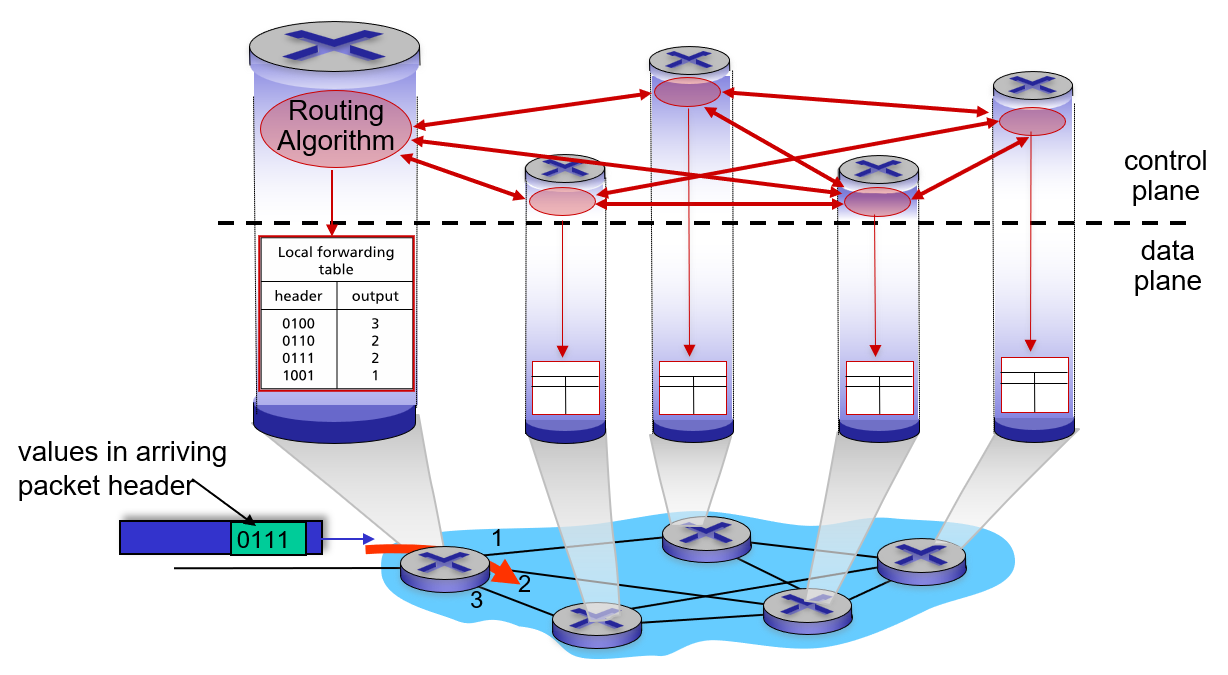 Routing
Algorithm
control
plane
data
plane
Local forwarding
table
header output
0100 3
0110 2
0111 2
1001 1
values in arriving
packet header
0111
1
2
3